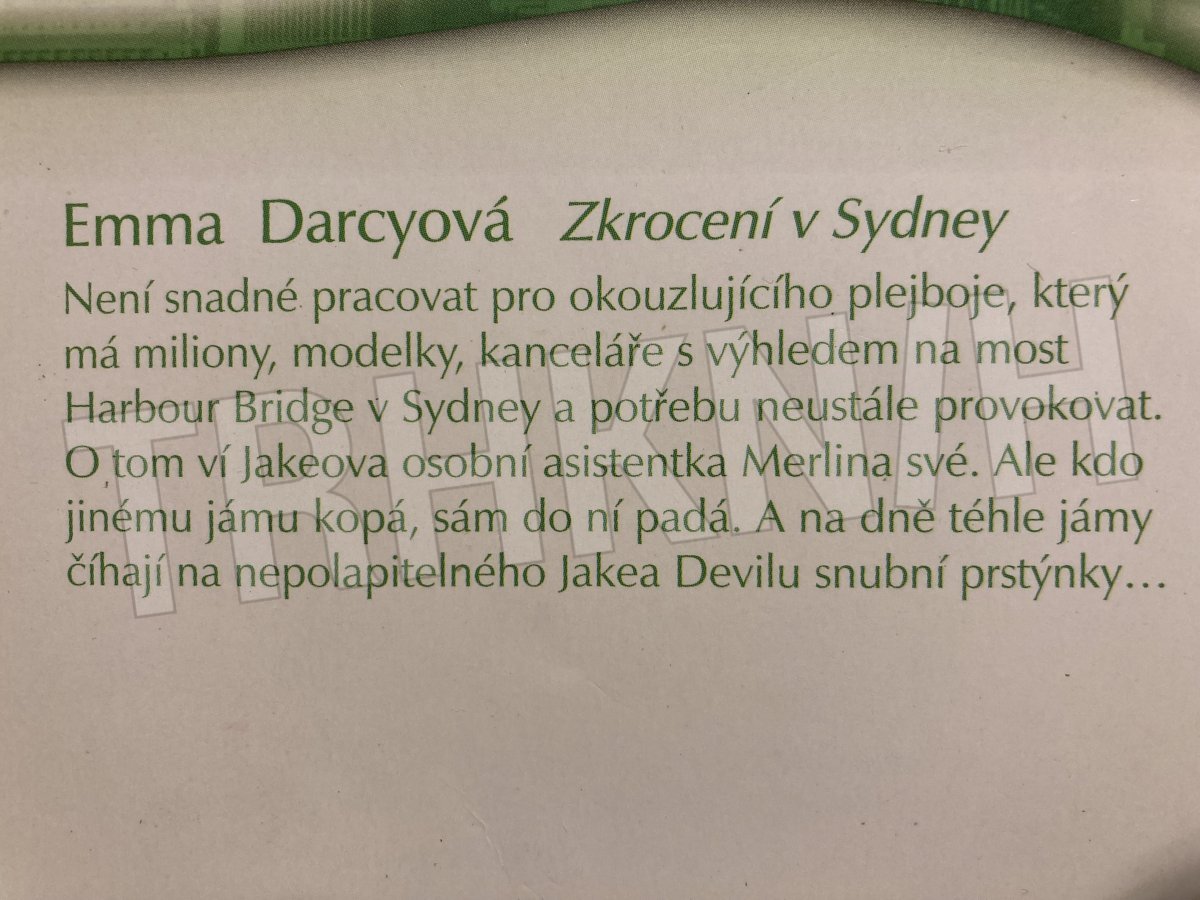 Emma Darcyová Zkrocení v Sydney
Není snadné pracovat pro okouzlujícího plejboje, který
má miliony, modelky, kanceláře s výhledem na most
Harbour Bridge v Sydney a potřebu neustále provokovat.
O tom ví Jakeova osobní asistentka Merlina své. Ale kdo
jinému jámu kopá, sám do ní padá. A na dně téhle jámy
číhají na nepolapitelného Jakea Devilu snubní prstýnky…
TRHKNIH